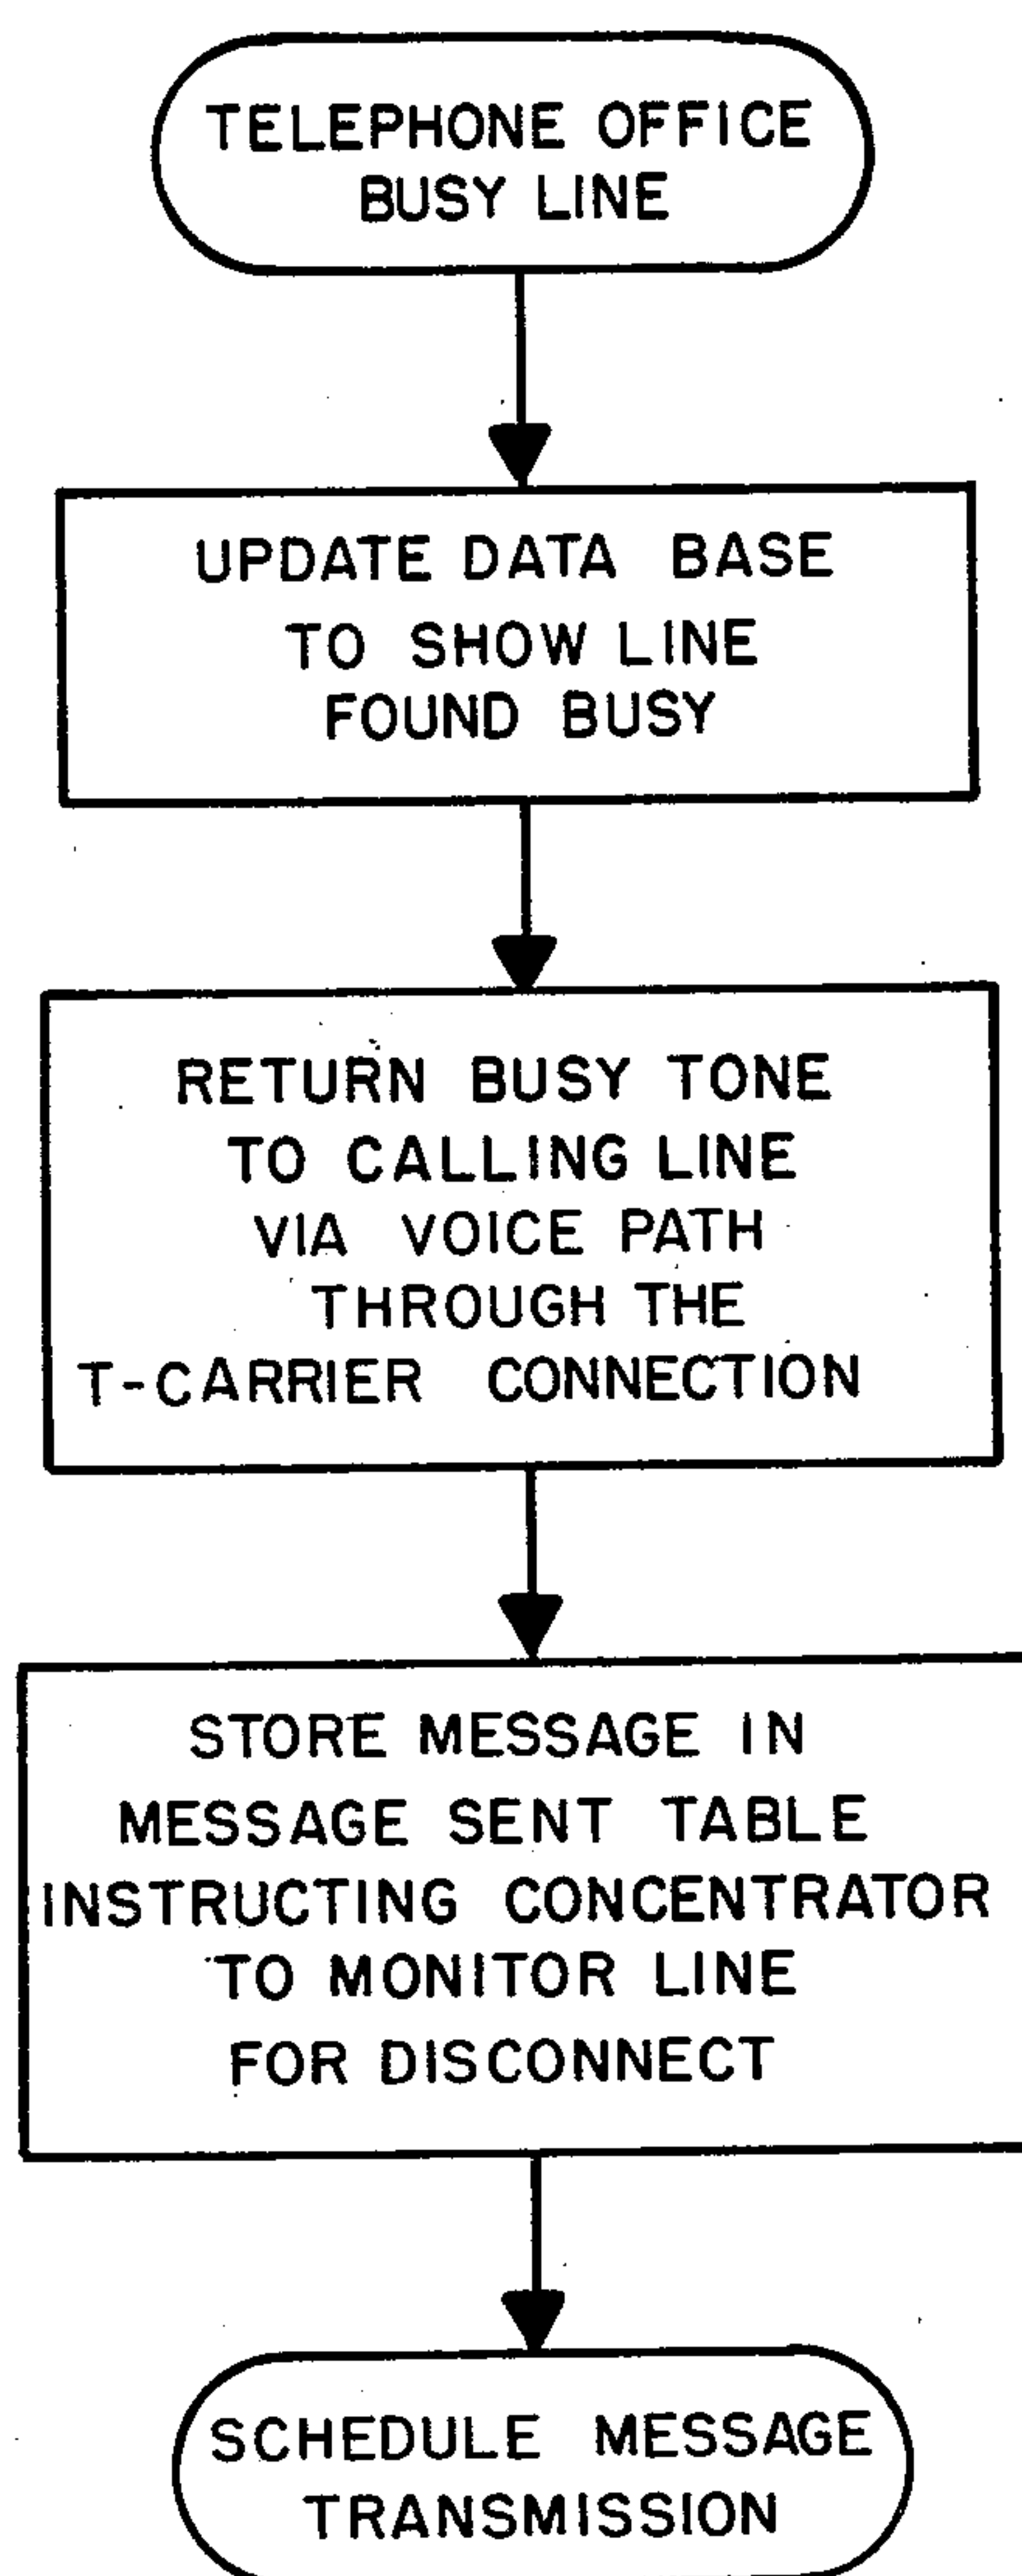 TELEPHONE OFFICE
BUSY LINE
UPDATE DATA BASE
TO SHOW LINE
FOUND BUSY
RETURN BUSY TONE
TO CALLING LINE
VIA VOICE PATH
THROUGH THE
T-CARRIER CONNECTION
STORE MESSAGE IN
MESSAGE SENT TABLE
INSTRUCTING CONCENTRATOR
TO MONITOR LINE
FOR DISCONNECT
SCHEDULE MESSAGE
TRANSMISSION